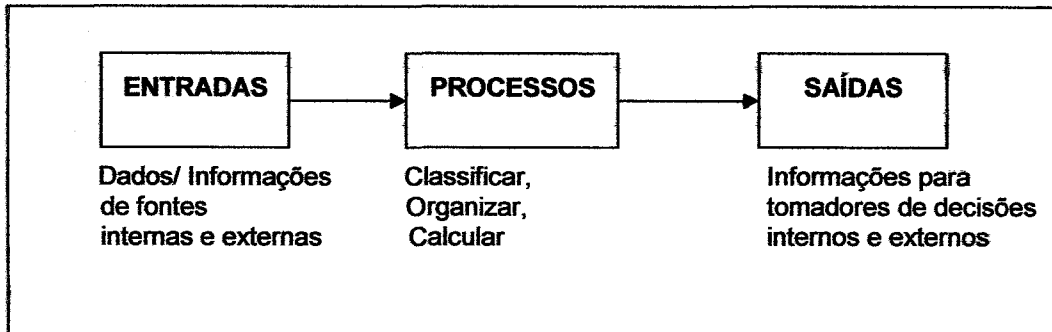 ENTRADAS
PROCESSOS
SAÍDAS
Dados/ Informações
de fontes
internas e externas
Classificar,
Organizar,
Calcular
Informações para
tomadores de decisões
internos e externos